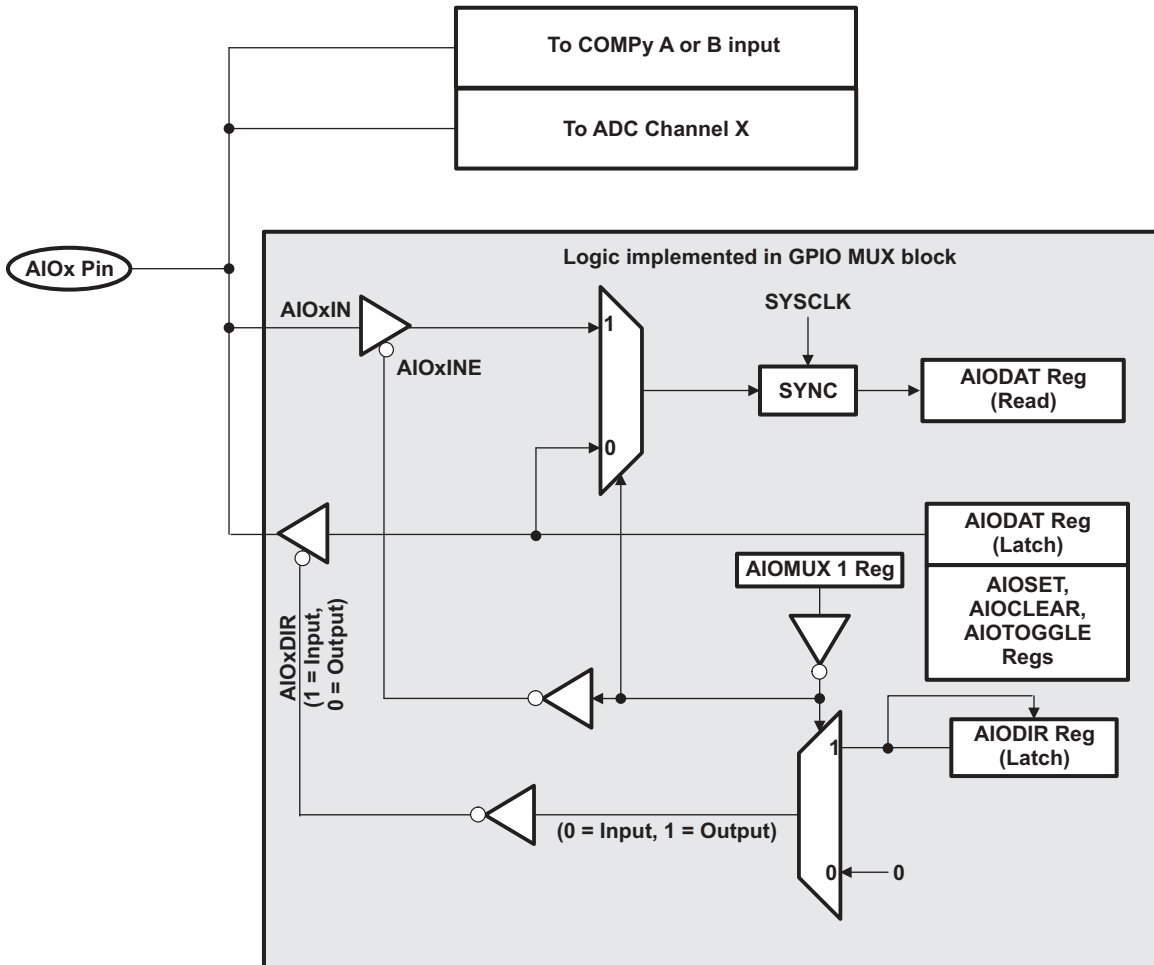 To COMPy A or B input
To ADC Channel X
AIOx Pin
Logic implemented in GPIO MUX block
AIOxIN
AIOxINE
1
0
SYSCLK
SYNC
AIODAT Reg
(Read)
AIODAT Reg
(Latch)
AIOSET,
AIOCLEAR,
AIOTOGGLE
Regs
AIOMUX 1 Reg
AIOxDIR
(1 = Input,
0 = Output)
1
AIODIR Reg
(Latch)
(0 = Input, 1 = Output)
0
0